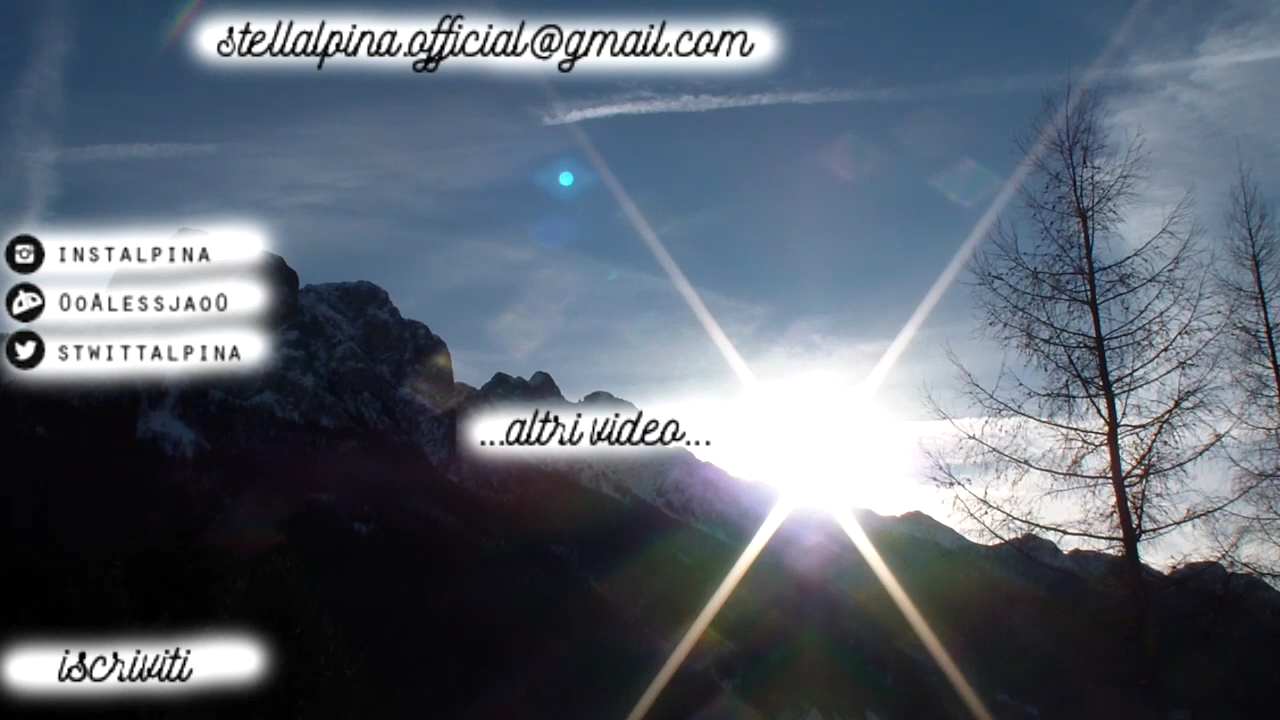 stellalpina.official@gmail.com
INSTALPINA
OoAlessjaoO
STWITTALPINA
...altri video...
iscriviti